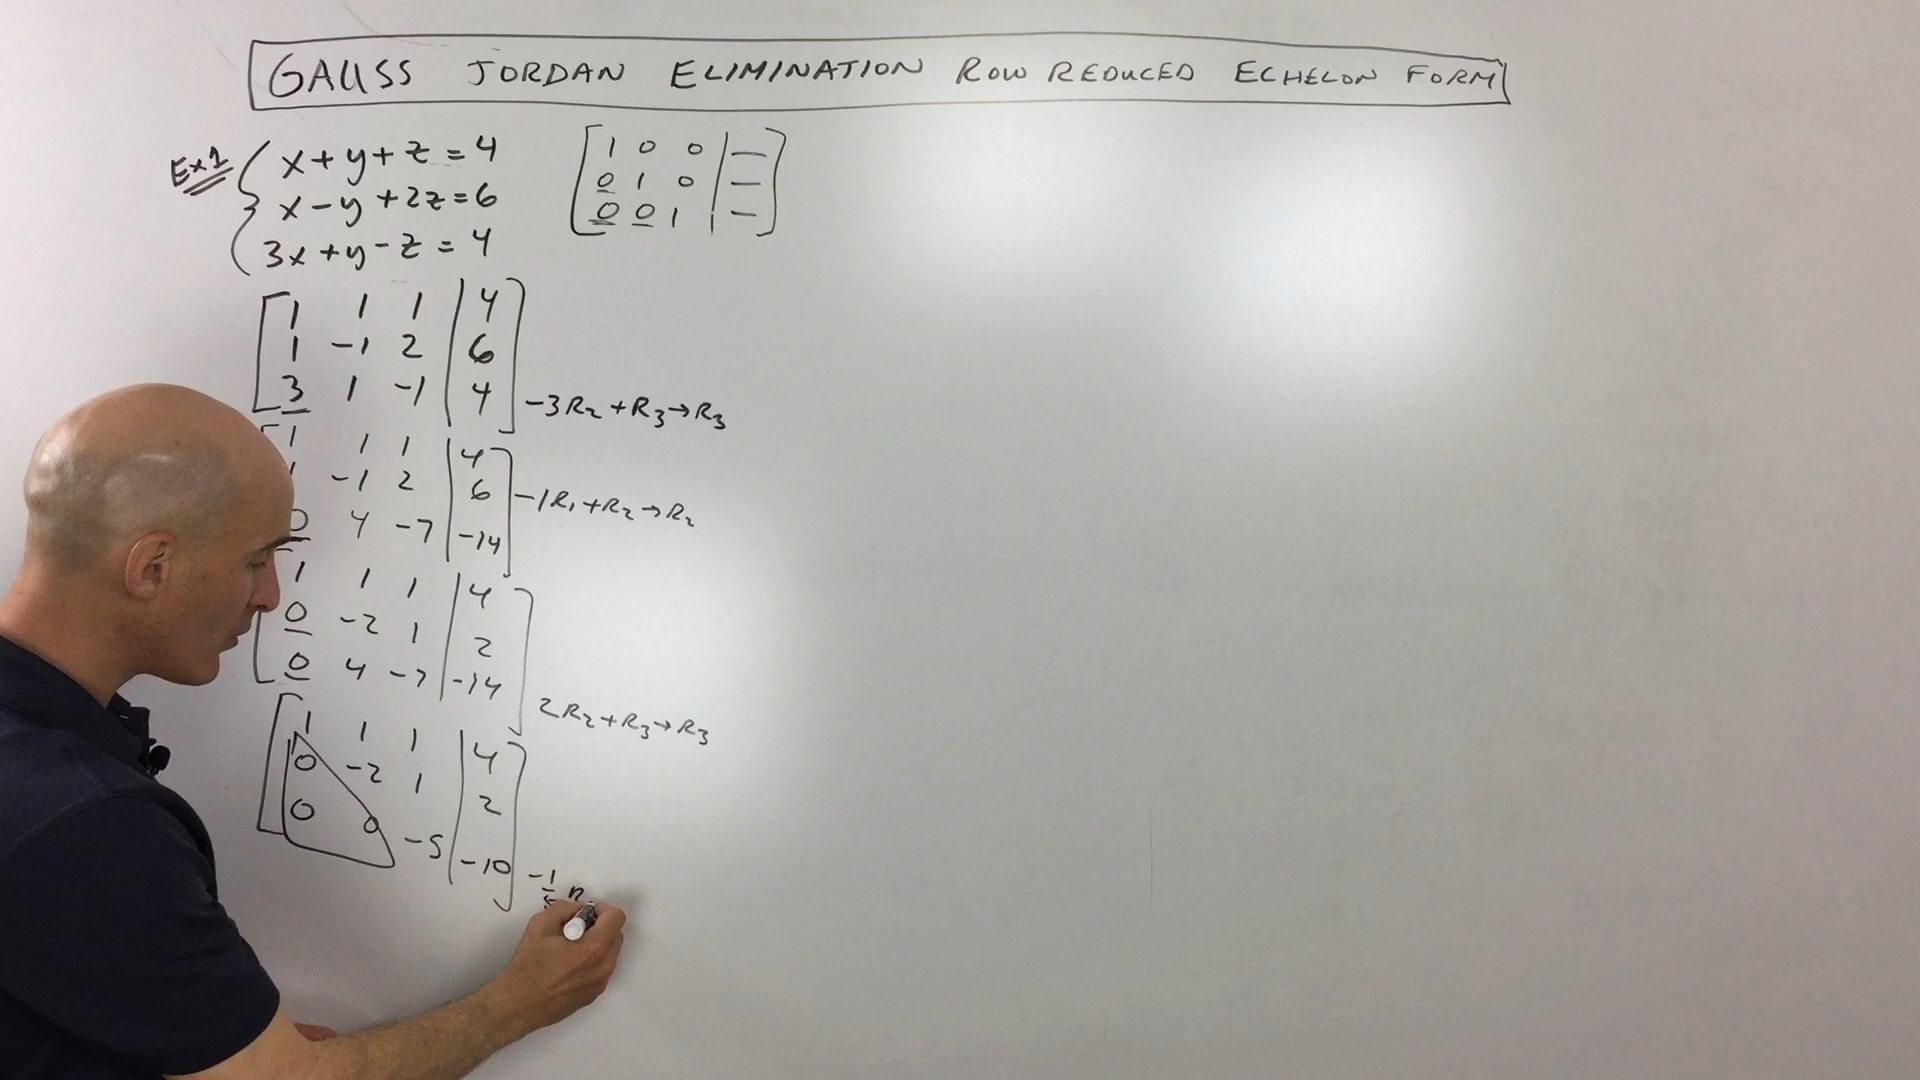 GAUSS JORDAN ELIMINATION ROW REDUCED ECHELON FORM
Ex1
x+y+z=4
x-y+2z=6
3x+y-z=4
1 0 0 | —
0 1 0 | —
0 0 1 | —
1 1 1 | 4
1 -1 2 | 6
3 1 -1 | 4 -3R₂+R₃→R₃
1 1 1 | 4
-1 2 | 6 -1R₁+R₂→R₂
0 4 -7 | -14
1 1 1 | 4
0 -2 1 | 2
0 4 -7 | -14 2R₂+R₃→R₃
1 1 1 | 4
0 -2 1 | 2
0 0 -5 | -10 -1/5 R